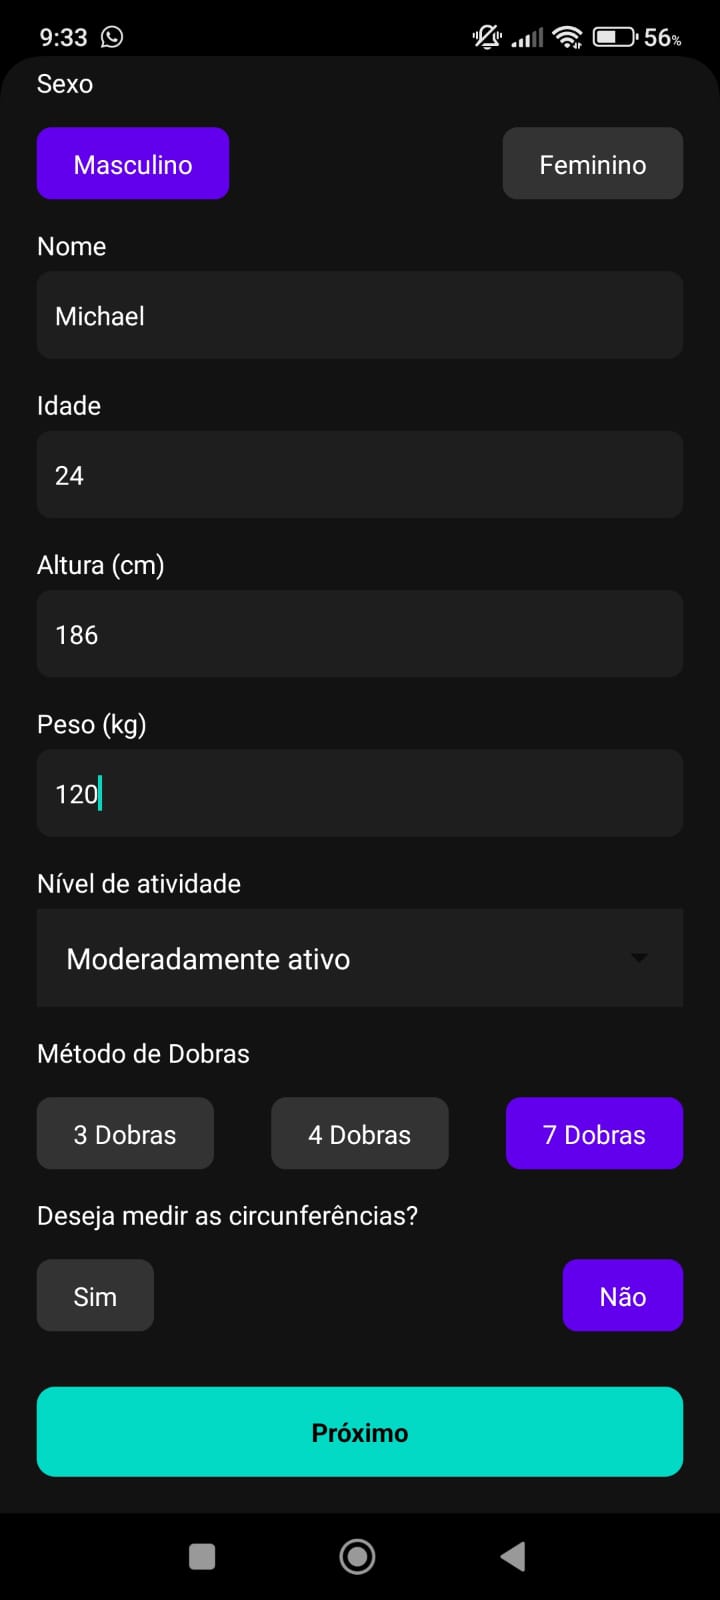 9:33 56%
Sexo
Masculino Feminino
Nome
Michael
Idade
24
Altura (cm)
186
Peso (kg)
120
Nível de atividade
Moderadamente ativo
Método de Dobras
3 Dobras 4 Dobras 7 Dobras
Deseja medir as circunferências?
Sim Não
Próximo